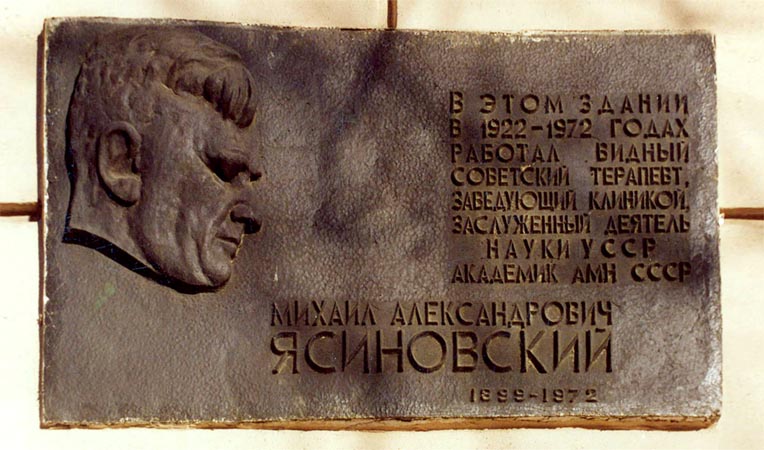 В ЭТОМ ЗДАНИИ
В 1922-1972 ГОДАХ
РАБОТАЛ ВИДНЫЙ
СОВЕТСКИЙ ТЕРАПЕВТ,
ЗАВЕДУЮЩИЙ КЛИНИКОЙ,
ЗАСЛУЖЕННЫЙ ДЕЯТЕЛЬ
НАУКИ УССР
АКАДЕМИК АМН СССР
МИХАИЛ АЛЕКСАНДРОВИЧ
ЯСИНОВСКИЙ
1899-1972